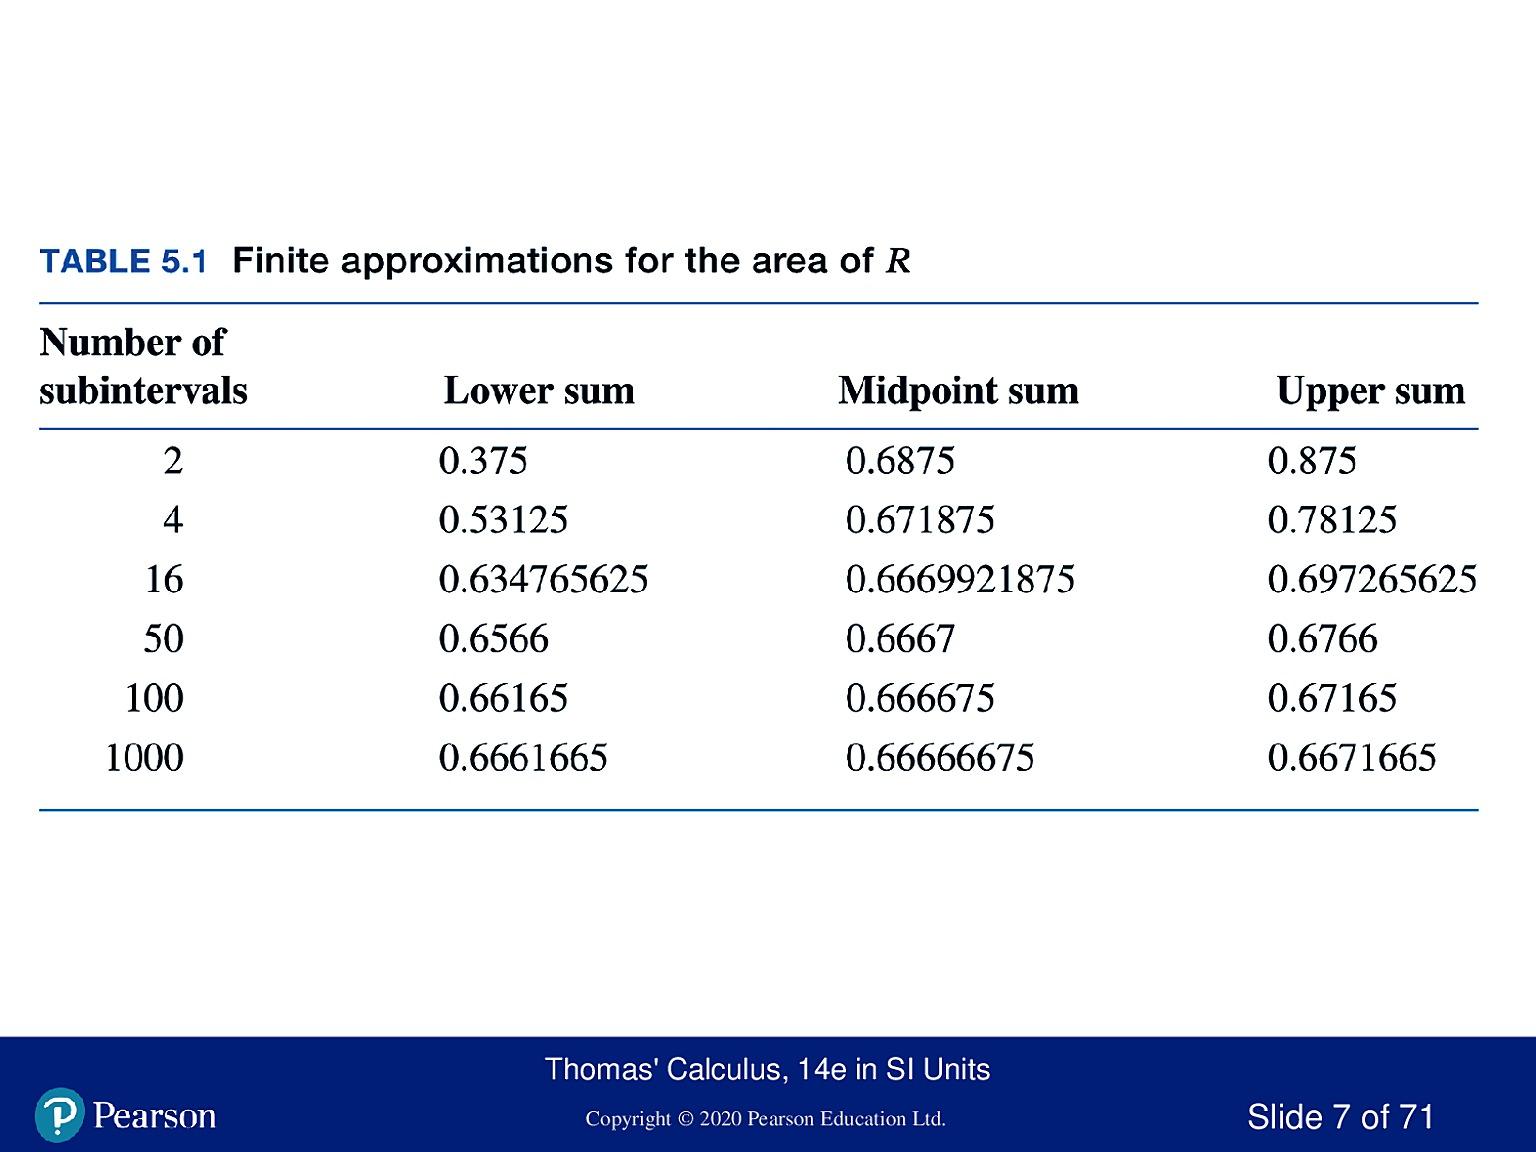 TABLE 5.1 Finite approximations for the area of R
Number of
subintervals Lower sum Midpoint sum Upper sum
2 0.375 0.6875 0.875
4 0.53125 0.671875 0.78125
16 0.634765625 0.6669921875 0.697265625
50 0.6566 0.6667 0.6766
100 0.66165 0.666675 0.67165
1000 0.6661665 0.66666675 0.6671665
Thomas' Calculus, 14e in SI Units
Pearson Copyright © 2020 Pearson Education Ltd. Slide 7 of 71